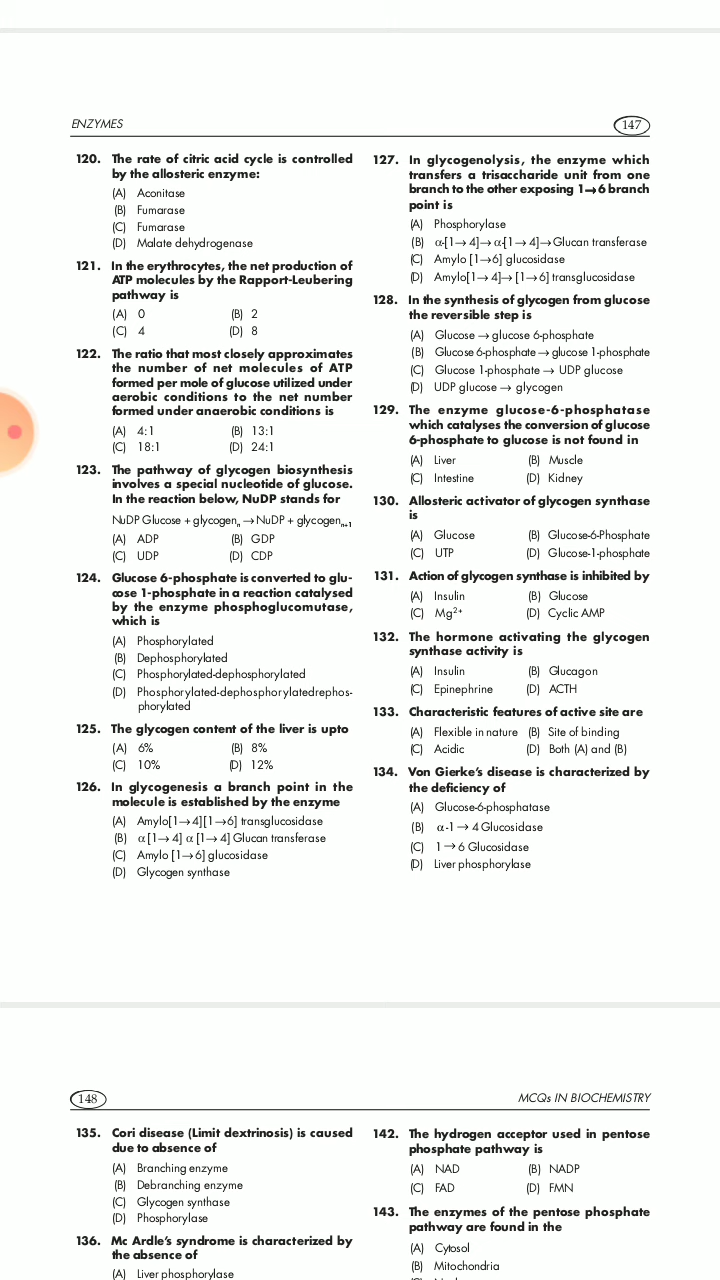 ENZYMES
147
120. The rate of citric acid cycle is controlled
by the allosteric enzyme:
(A) Aconitase
(B) Fumarase
(C) Fumarase
(D) Malate dehydrogenase
121. In the erythrocytes, the net production of
ATP molecules by the Rapport-Leubering
pathway is
(A) 0 (B) 2
(C) 4 (D) 8
122. The ratio that most closely approximates
the number of net molecules of ATP
formed per mole of glucose utilized under
aerobic conditions to the net number
formed under anaerobic conditions is
(A) 4:1 (B) 13:1
(C) 18:1 (D) 24:1
123. The pathway of glycogen biosynthesis
involves a special nucleotide of glucose.
In the reaction below, NuDP stands for
NuDP Glucose + glycogenₙ → NuDP + glycogenₙ₊₁
(A) ADP (B) GDP
(C) UDP (D) CDP
124. Glucose 6-phosphate is converted to glu-
cose 1-phosphate in a reaction catalysed
by the enzyme phosphoglucomutase,
which is
(A) Phosphorylated
(B) Dephosphorylated
(C) Phosphorylated-dephosphorylated
(D) Phosphorylated-dephosphorylatedrephos-
phorylated
125. The glycogen content of the liver is upto
(A) 6% (B) 8%
(C) 10% (D) 12%
126. In glycogenesis a branch point in the
molecule is established by the enzyme
(A) Amylo[1→4][1→6] transglucosidase
(B) α [1→ 4] α [1→ 4] Glucan transferase
(C) Amylo [1→ 6] glucosidase
(D) Glycogen synthase
127. In glycogenolysis, the enzyme which
transfers a trisaccharide unit from one
branch to the other exposing 1→6 branch
point is
(A) Phosphorylase
(B) α-[1→ 4]→ α-[1→ 4]→Glucan transferase
(C) Amylo [1→6] glucosidase
(D) Amylo[1→ 4]→ [1→6] transglucosidase
128. In the synthesis of glycogen from glucose
the reversible step is
(A) Glucose → glucose 6-phosphate
(B) Glucose 6-phosphate → glucose 1-phosphate
(C) Glucose 1-phosphate → UDP glucose
(D) UDP glucose → glycogen
129. The enzyme glucose-6-phosphatase
which catalyses the conversion of glucose
6-phosphate to glucose is not found in
(A) Liver (B) Muscle
(C) Intestine (D) Kidney
130. Allosteric activator of glycogen synthase
is
(A) Glucose (B) Glucose-6-Phosphate
(C) UTP (D) Glucose-1-phosphate
131. Action of glycogen synthase is inhibited by
(A) Insulin (B) Glucose
(C) Mg²⁺ (D) Cyclic AMP
132. The hormone activating the glycogen
synthase activity is
(A) Insulin (B) Glucagon
(C) Epinephrine (D) ACTH
133. Characteristic features of active site are
(A) Flexible in nature (B) Site of binding
(C) Acidic (D) Both (A) and (B)
134. Von Gierke's disease is characterized by
the deficiency of
(A) Glucose-6-phosphatase
(B) α-1 → 4 Glucosidase
(C) 1 → 6 Glucosidase
(D) Liver phosphorylase
148
MCQs IN BIOCHEMISTRY
135. Cori disease (Limit dextrinosis) is caused
due to absence of
(A) Branching enzyme
(B) Debranching enzyme
(C) Glycogen synthase
(D) Phosphorylase
136. Mc Ardle's syndrome is characterized by
the absence of
(A) Liver phosphorylase
142. The hydrogen acceptor used in pentose
phosphate pathway is
(A) NAD (B) NADP
(C) FAD (D) FMN
143. The enzymes of the pentose phosphate
pathway are found in the
(A) Cytosol
(B) Mitochondria